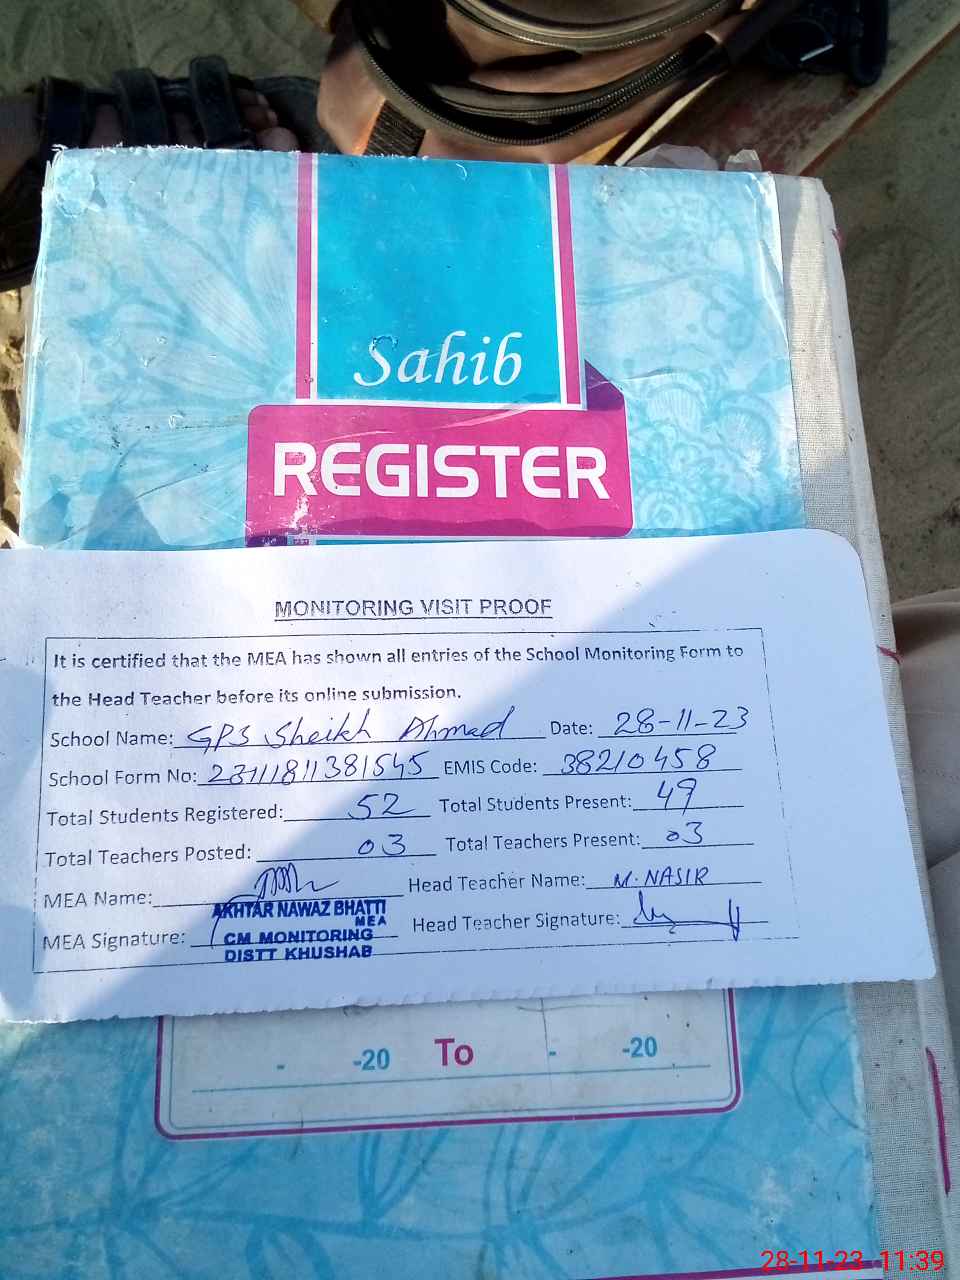 Sahib
REGISTER
MONITORING VISIT PROOF
It is certified that the MEA has shown all entries of the School Monitoring Form to
the Head Teacher before its online submission.
School Name: GPS Sheikh Ahmed Date: 28-11-23
School Form No: 23111811381545 EMIS Code: 38210458
Total Students Registered: 52 Total Students Present: 49
Total Teachers Posted: 03 Total Teachers Present: 03
MEA Name: Head Teacher Name: M. NASIR
AKHTAR NAWAZ BHATTI
MEA
MEA Signature: Head Teacher Signature:
CM MONITORING
DISTT KHUSHAB
- -20 To - -20
28-11-23 11:39